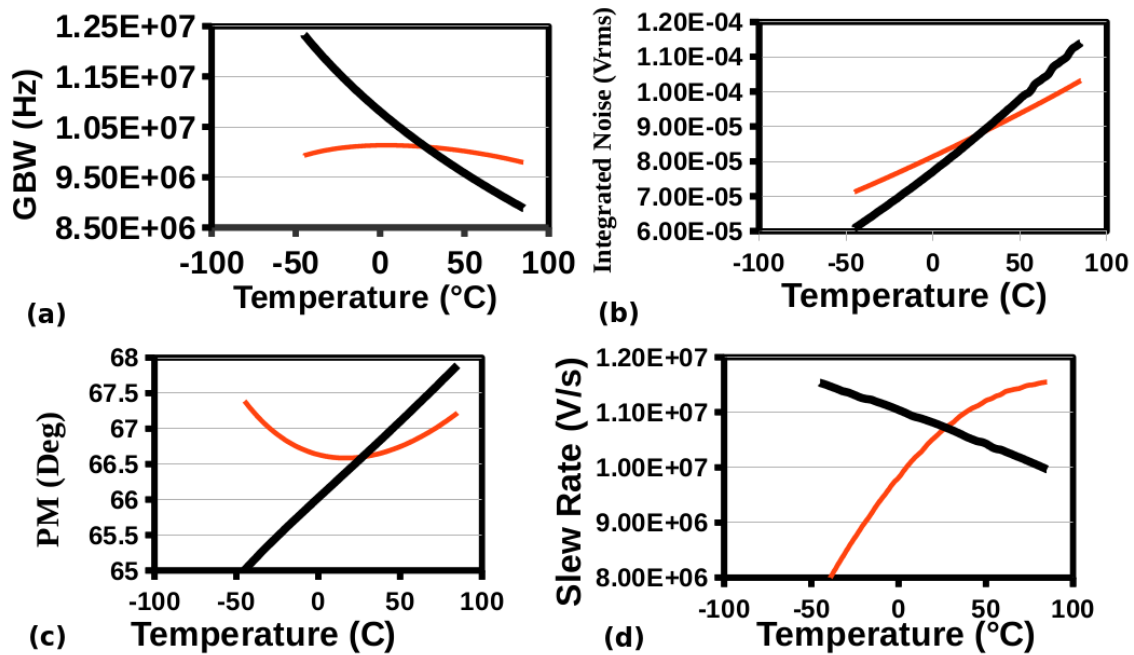 1.25E+07
1.15E+07
1.05E+07
9.50E+06
8.50E+06
GBW (Hz)
-100 -50 0 50 100
Temperature (°C)
(a)
1.20E-04
1.10E-04
1.00E-04
9.00E-05
8.00E-05
7.00E-05
6.00E-05
Integrated Noise (Vrms)
-100 -50 0 50 100
Temperature (C)
(b)
68
67.5
67
66.5
66
65.5
65
PM (Deg)
-100 -50 0 50 100
Temperature (C)
(c)
1.20E+07
1.10E+07
1.00E+07
9.00E+06
8.00E+06
Slew Rate (V/s)
-100 -50 0 50 100
Temperature (°C)
(d)